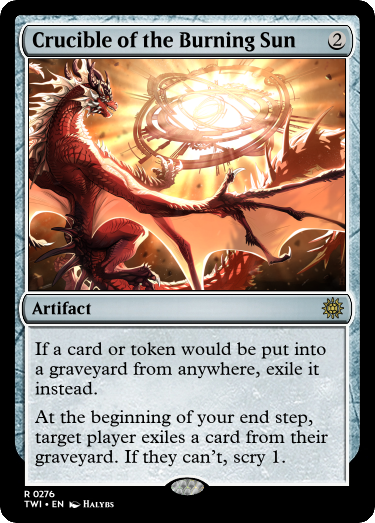 Crucible of the Burning Sun 2
Artifact
If a card or token would be put into
a graveyard from anywhere, exile it
instead.
At the beginning of your end step,
target player exiles a card from their
graveyard. If they can't, scry 1.
R 0276
TWI • EN HALYBS